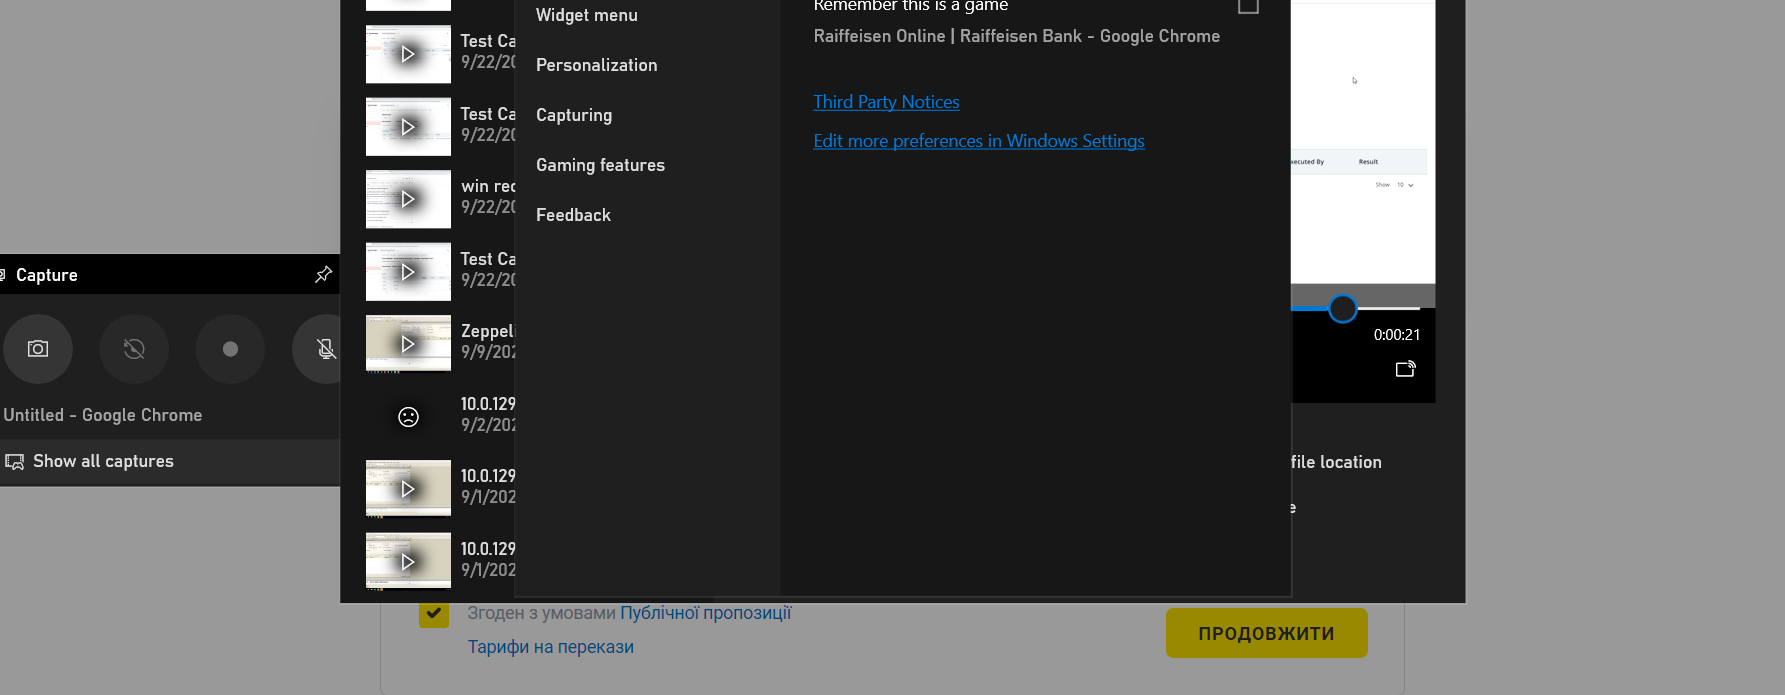 Widget menu
Personalization
Capturing
Gaming features
Feedback
Remember this is a game
Raiffeisen Online | Raiffeisen Bank - Google Chrome
Third Party Notices
Edit more preferences in Windows Settings
Test Ca
9/22/20
Test Ca
9/22/20
win rec
9/22/20
Test Ca
9/22/20
Zeppeli
9/9/202
10.0.129
9/2/202
10.0.129
9/1/202
10.0.129
9/1/202
Capture
Untitled - Google Chrome
Show all captures
xecuted By
Result
Show 10
0:00:21
file location
e
Згоден з умовами Публічної пропозиції
Тарифи на перекази
ПРОДОВЖИТИ